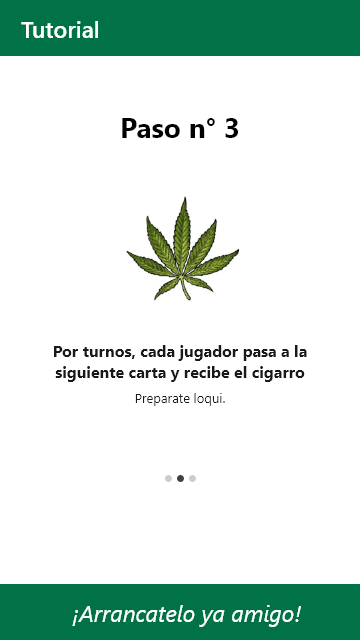 Tutorial
Paso n° 3
Por turnos, cada jugador pasa a la
siguiente carta y recibe el cigarro
Preparate loqui.
¡Arrancatelo ya amigo!